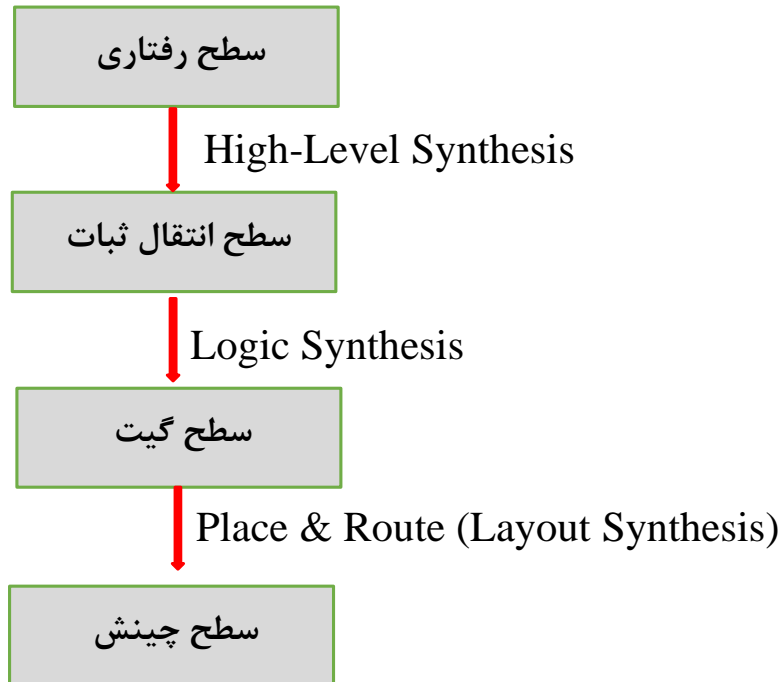 سطح رفتاری
High-Level Synthesis
سطح انتقال ثبات
Logic Synthesis
سطح گیت
Place & Route (Layout Synthesis)
سطح چینش